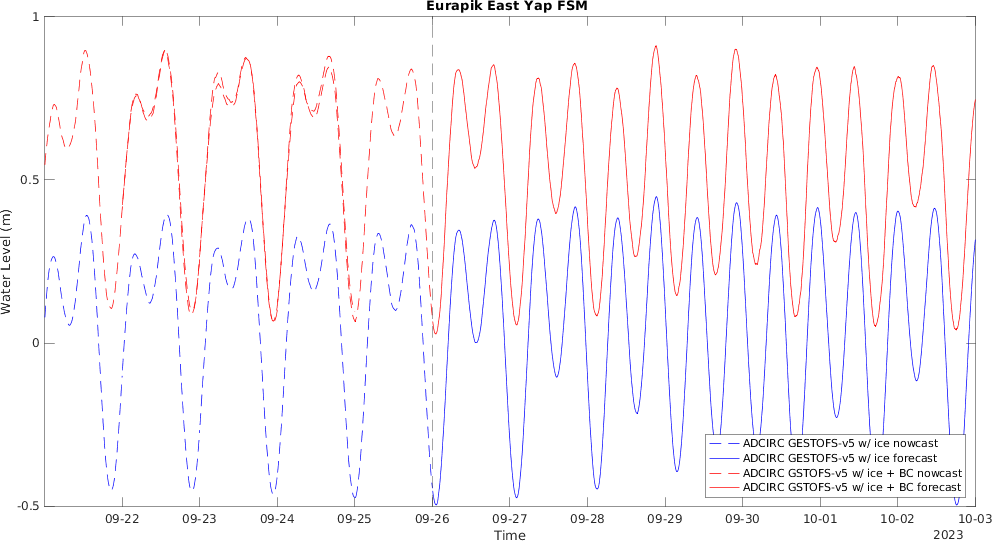 Eurapik East Yap FSM
1
0.5
0
-0.5
Water Level (m)
09-22
09-23
09-24
09-25
09-26
09-27
09-28
09-29
09-30
10-01
10-02
10-03
Time
2023
ADCIRC GESTOFS-v5 w/ ice nowcast
ADCIRC GESTOFS-v5 w/ ice forecast
ADCIRC GSTOFS-v5 w/ ice + BC nowcast
ADCIRC GSTOFS-v5 w/ ice + BC forecast